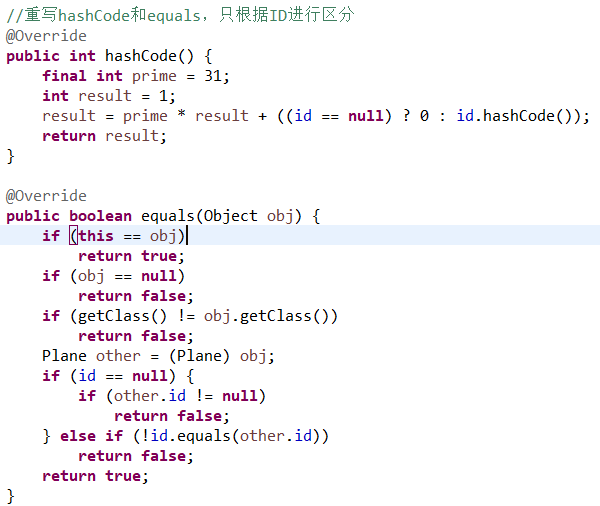 //重写hashCode和equals，只根据ID进行区分
@Override
public int hashCode() {
    final int prime = 31;
    int result = 1;
    result = prime * result + ((id == null) ? 0 : id.hashCode());
    return result;
}

@Override
public boolean equals(Object obj) {
    if (this == obj)
        return true;
    if (obj == null)
        return false;
    if (getClass() != obj.getClass())
        return false;
    Plane other = (Plane) obj;
    if (id == null) {
        if (other.id != null)
            return false;
    } else if (!id.equals(other.id))
        return false;
    return true;
}